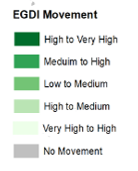 EGDI Movement
High to Very High
Meduim to High
Low to Medium
High to Medium
Very High to High
No Movement